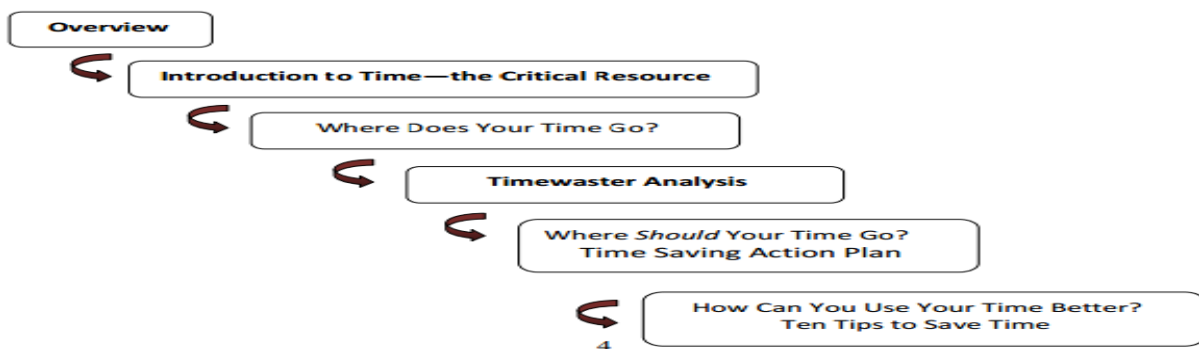 Overview
Introduction to Time—the Critical Resource
Where Does Your Time Go?
Timewaster Analysis
Where Should Your Time Go?
Time Saving Action Plan
How Can You Use Your Time Better?
Ten Tips to Save Time
4